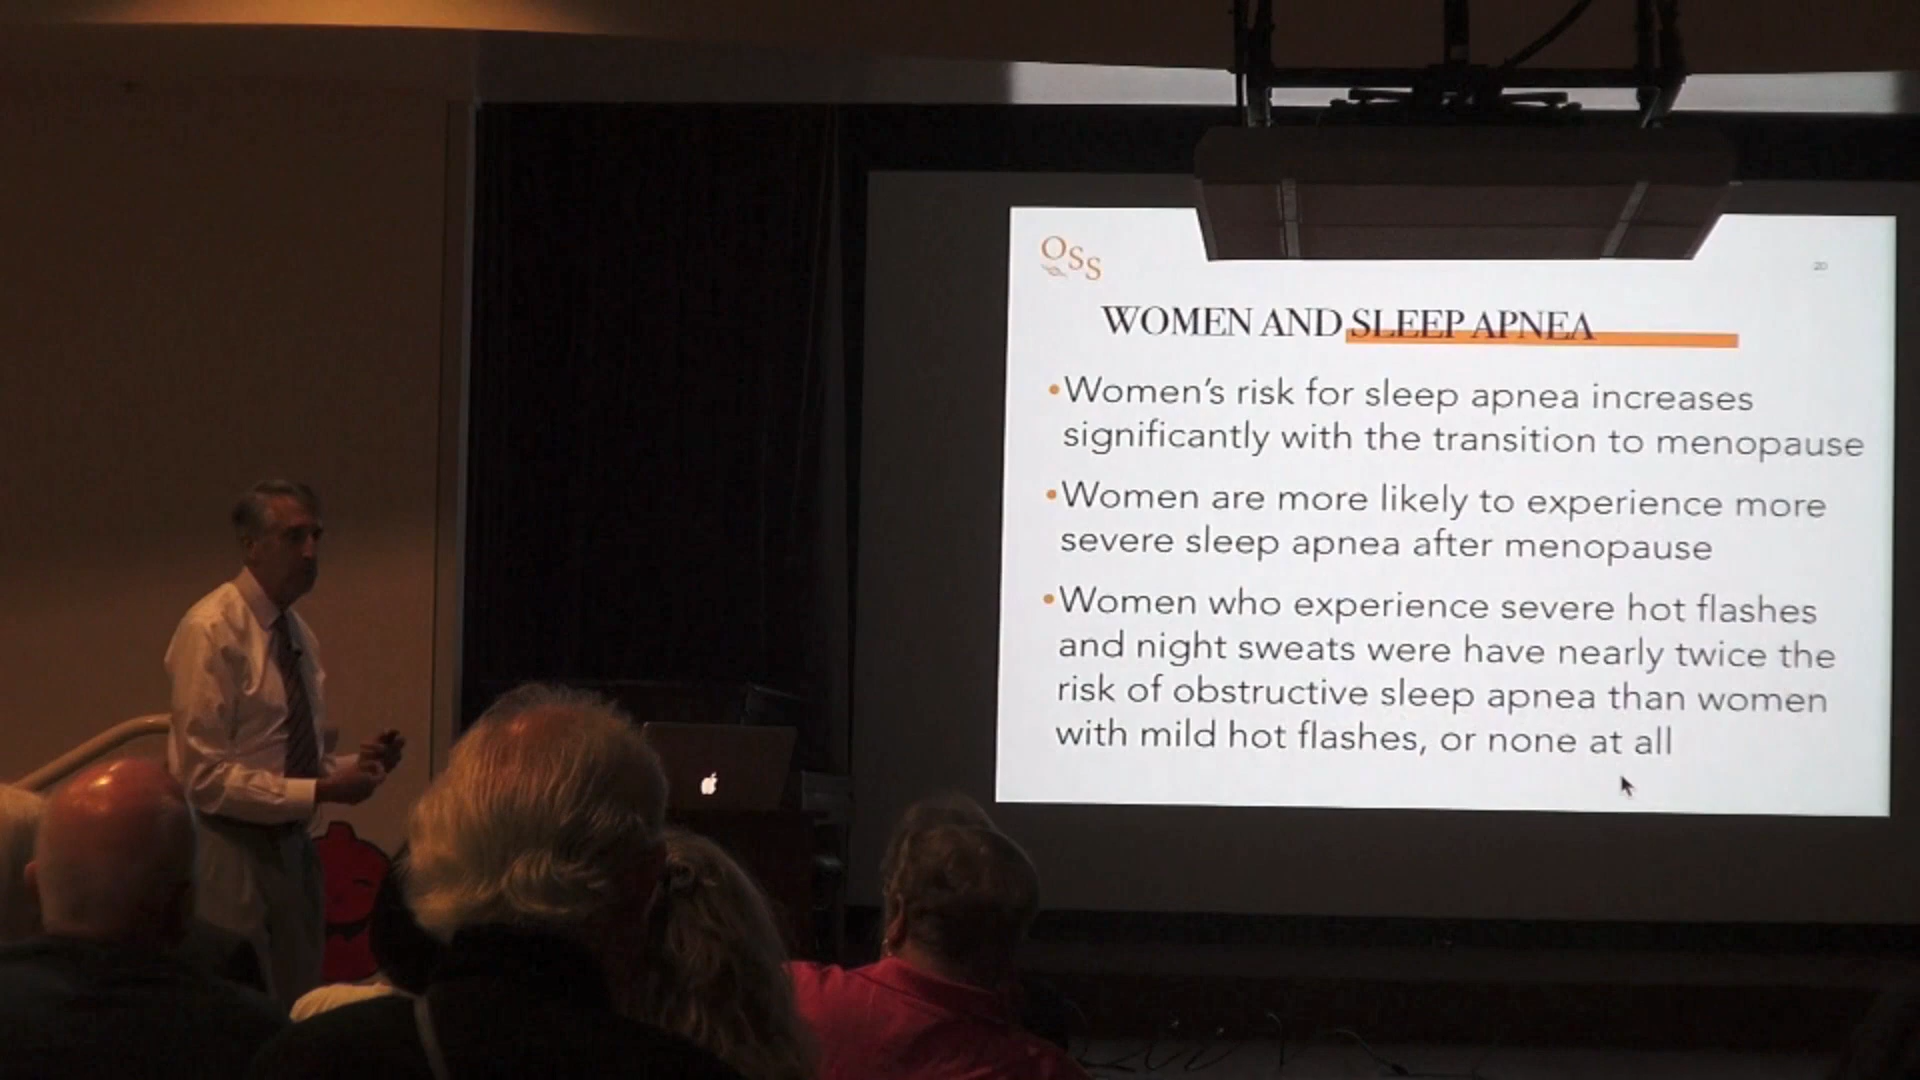 OSS
20
WOMEN AND SLEEP APNEA
•Women's risk for sleep apnea increases
significantly with the transition to menopause
•Women are more likely to experience more
severe sleep apnea after menopause
•Women who experience severe hot flashes
and night sweats were have nearly twice the
risk of obstructive sleep apnea than women
with mild hot flashes, or none at all